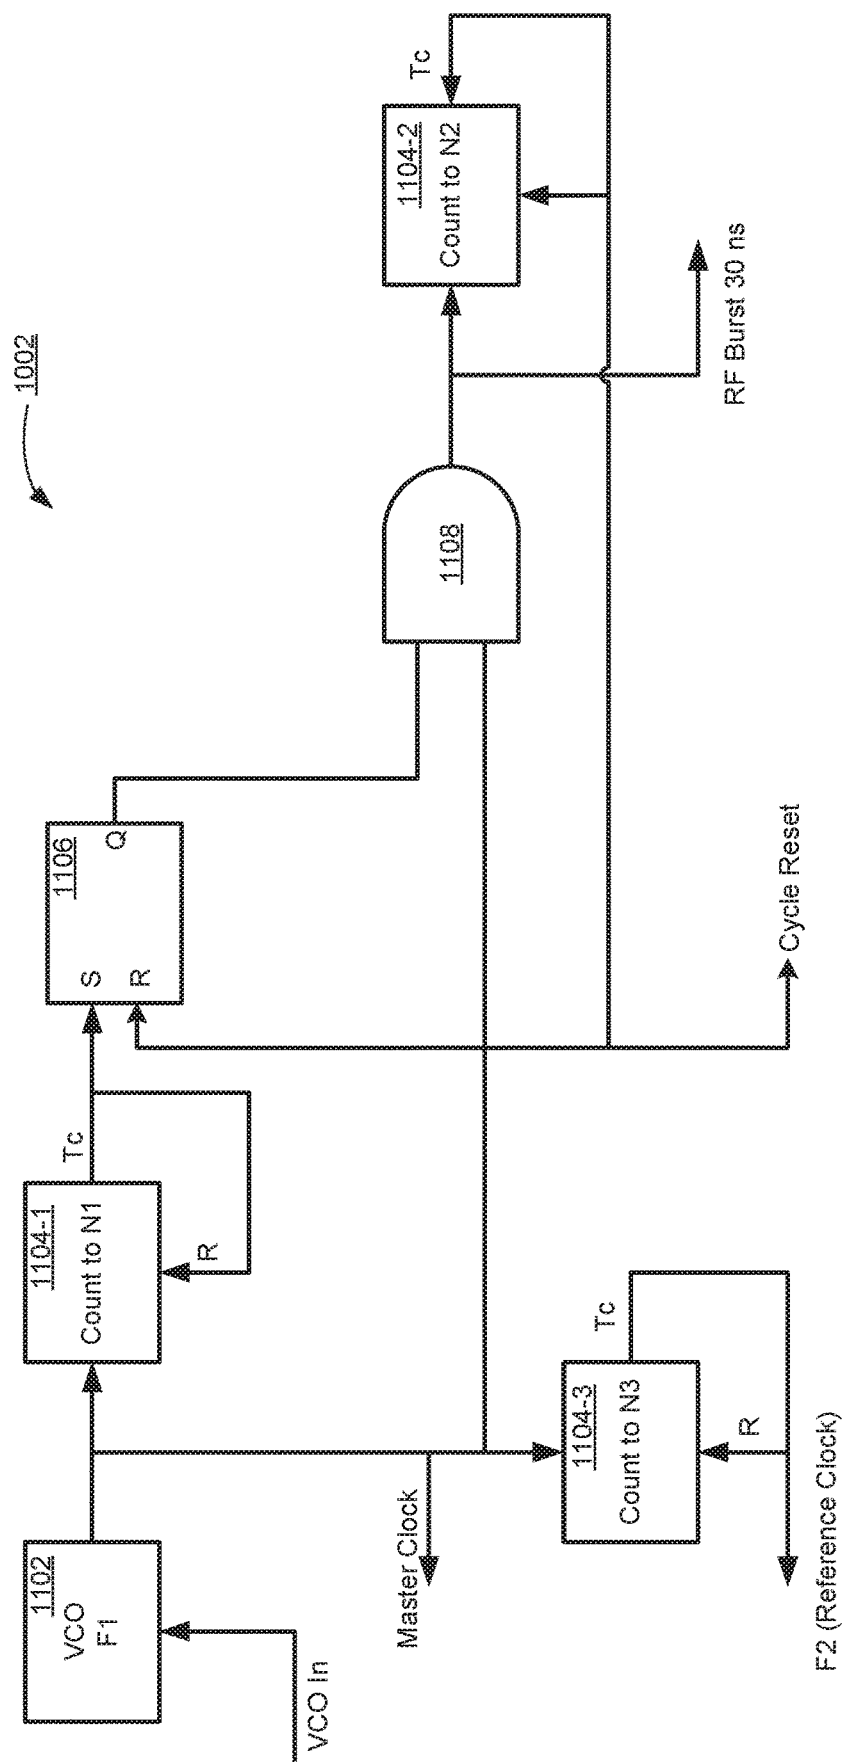 1002
1102
VCO
F1
VCO In
1104-1
Count to N1
Tc
R
1106
S
R
Q
1108
1104-2
Count to N2
Tc
RF Burst 30 ns
Master Clock
1104-3
Count to N3
Tc
R
F2 (Reference Clock)
Cycle Reset